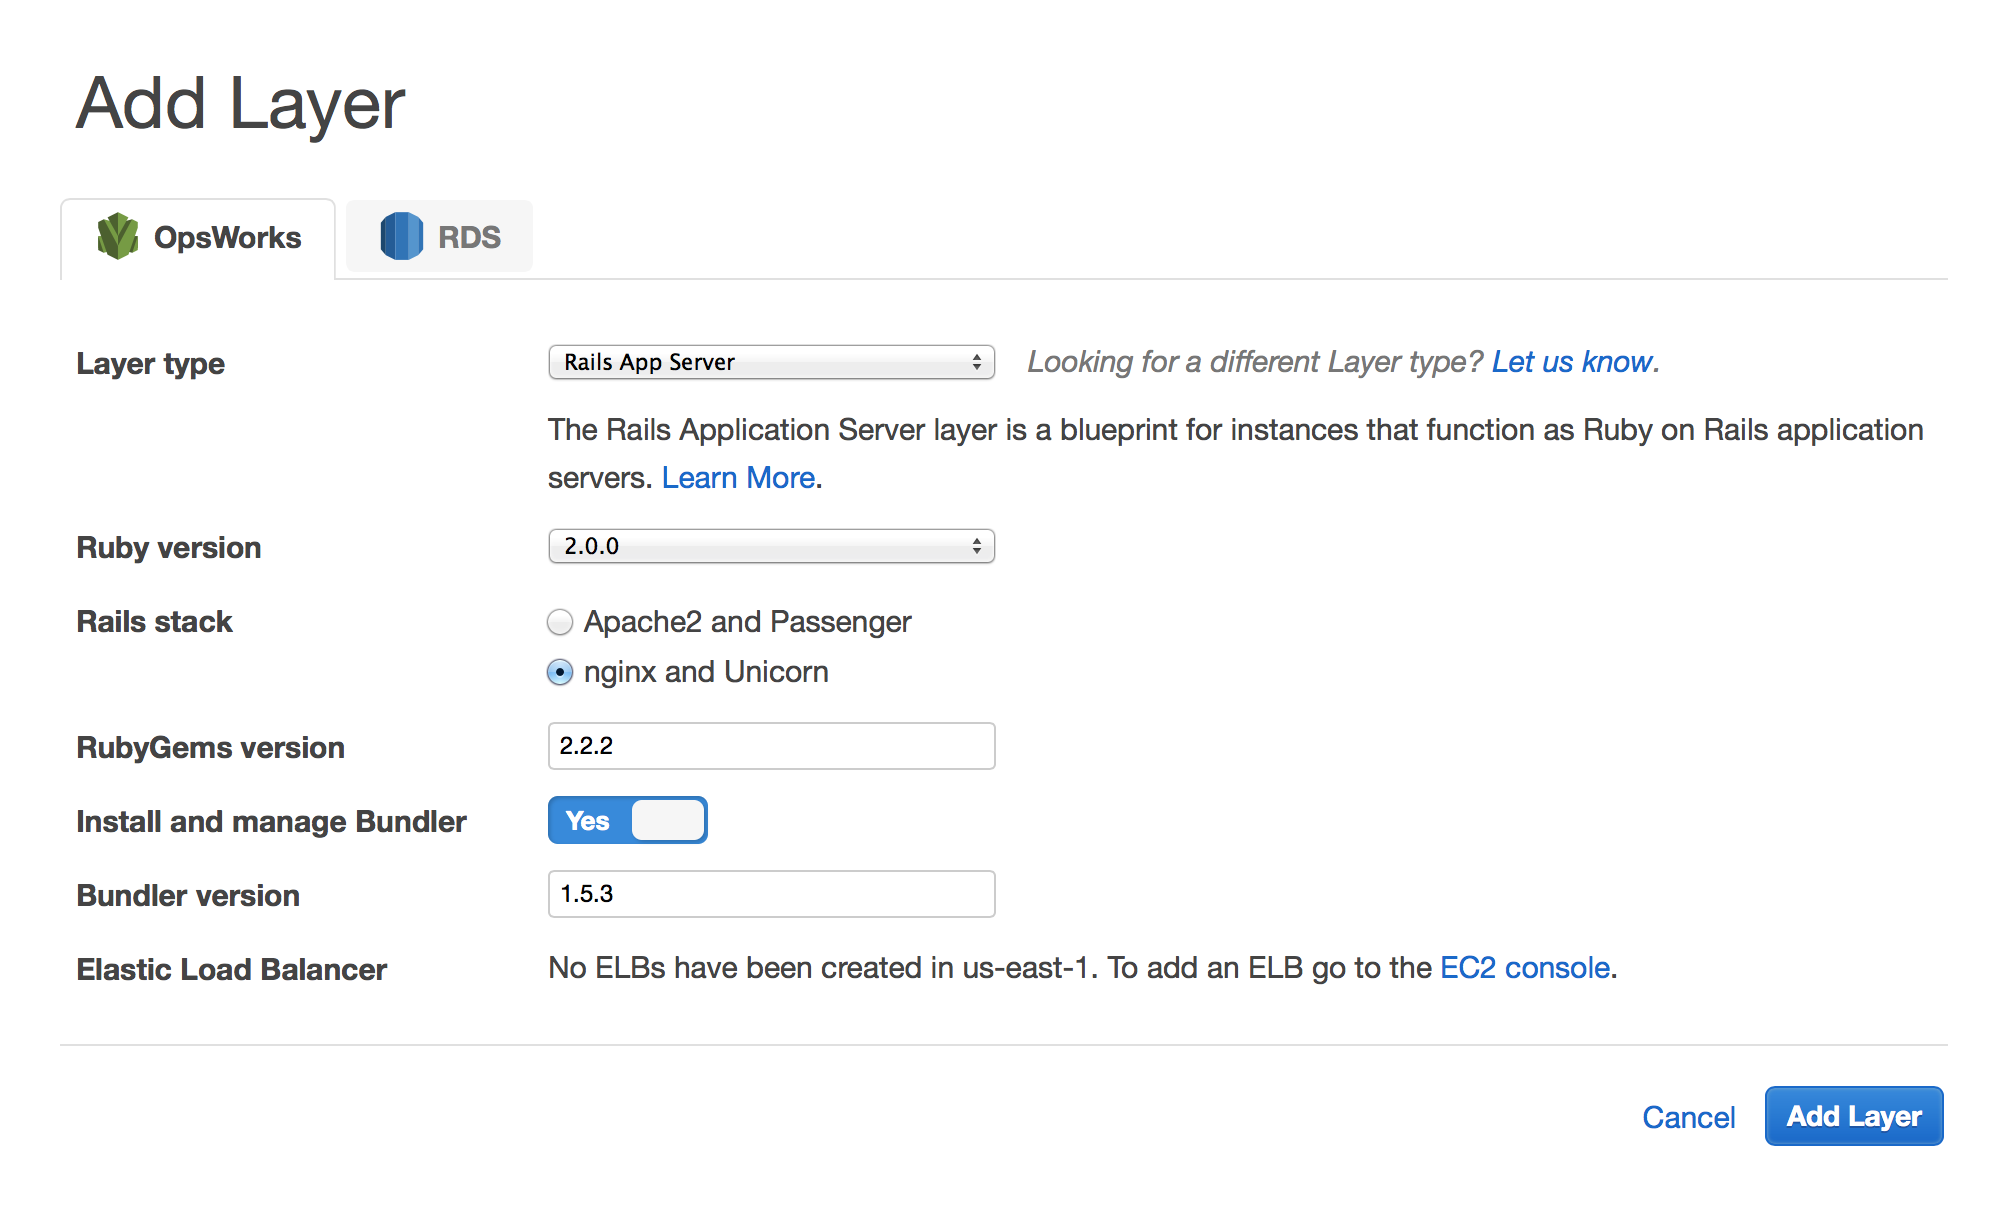 Add Layer
OpsWorks RDS
Layer type Rails App Server Looking for a different Layer type? Let us know.
The Rails Application Server layer is a blueprint for instances that function as Ruby on Rails application
servers. Learn More.
Ruby version 2.0.0
Rails stack Apache2 and Passenger
nginx and Unicorn
RubyGems version 2.2.2
Install and manage Bundler Yes
Bundler version 1.5.3
Elastic Load Balancer No ELBs have been created in us-east-1. To add an ELB go to the EC2 console.
Cancel Add Layer